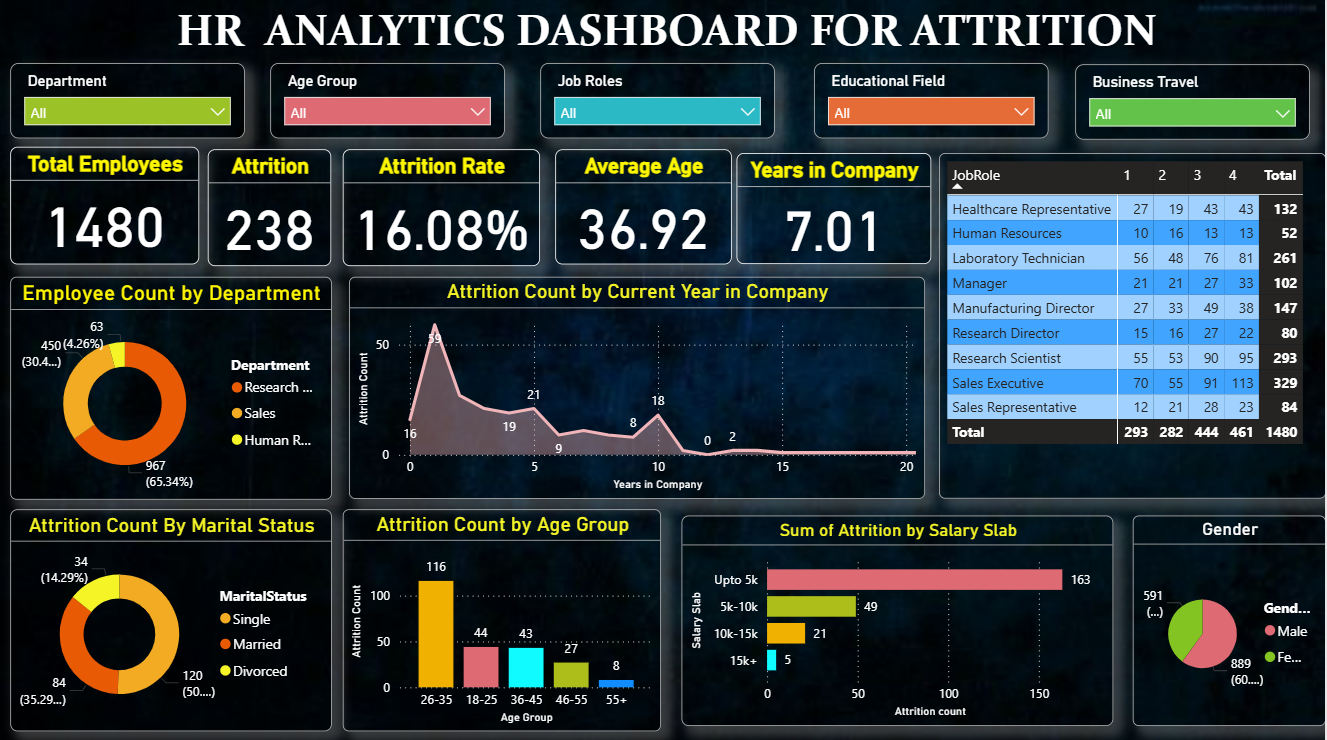 HR ANALYTICS DASHBOARD FOR ATTRITION
Department
All
Age Group
All
Job Roles
All
Educational Field
All
Business Travel
All
Total Employees
1480
Attrition
238
Attrition Rate
16.08%
Average Age
36.92
Years in Company
7.01
JobRole 1 2 3 4 Total
Healthcare Representative 27 19 43 43 132
Human Resources 10 16 13 13 52
Laboratory Technician 56 48 76 81 261
Manager 21 21 27 33 102
Manufacturing Director 27 33 49 38 147
Research Director 15 16 27 22 80
Research Scientist 55 53 90 95 293
Sales Executive 70 55 91 113 329
Sales Representative 12 21 28 23 84
Total 293 282 444 461 1480
Employee Count by Department
63
(4.26%)
450
(30.4...)
967
(65.34%)
Department
Research ...
Sales
Human R...
Attrition Count by Current Year in Company
Attrition Count
50
0
16
59
19
21
9
8
18
0
2
0 5 10 15 20
Years in Company
Attrition Count By Marital Status
34
(14.29%)
84
(35.29...)
120
(50....)
MaritalStatus
Single
Married
Divorced
Attrition Count by Age Group
Attrition Count
100
50
0
116
44
43
27
8
26-35 18-25 36-45 46-55 55+
Age Group
Sum of Attrition by Salary Slab
Salary Slab
Upto 5k 163
5k-10k 49
10k-15k 21
15k+ 5
0 50 100 150
Attrition count
Gender
591
(...)
889
(60....)
Gend...
Male
Fe...